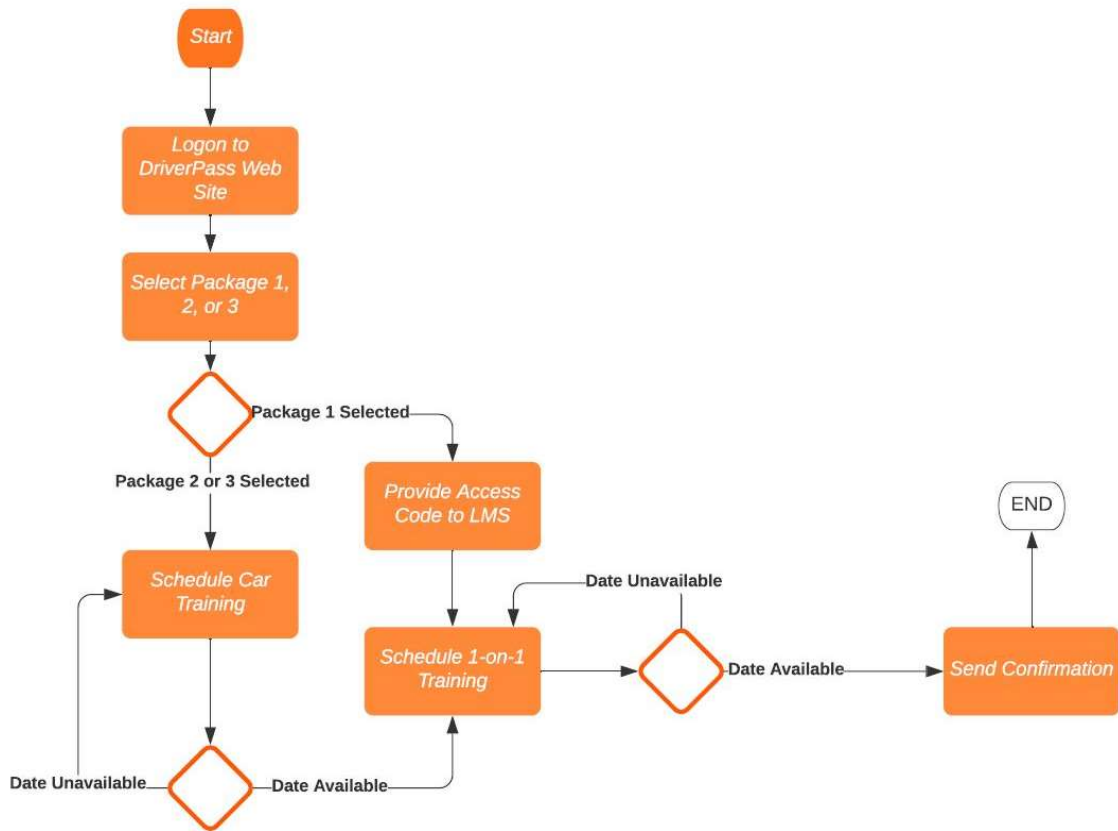 Start
Logon to
DriverPass Web
Site
Select Package 1,
2, or 3
Package 1 Selected
Package 2 or 3 Selected
Provide Access
Code to LMS
END
Schedule Car
Training
Date Unavailable
Schedule 1-on-1
Training
Date Available
Send Confirmation
Date Unavailable
Date Available